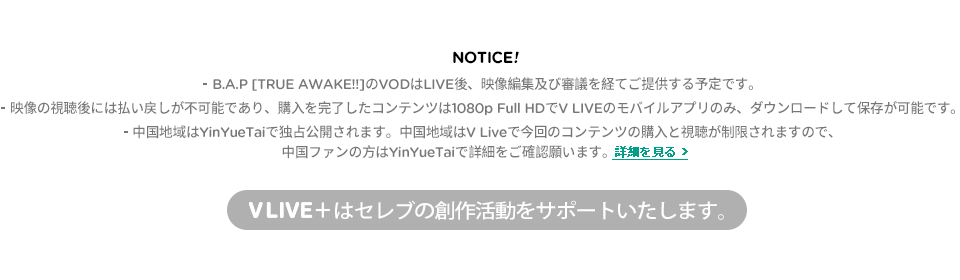 NOTICE!
- B.A.P [TRUE AWAKE!!]のVODはLIVE後、映像編集及び審議を経てご提供する予定です。
- 映像の視聴後には払い戻しが不可能であり、購入を完了したコンテンツは1080p Full HDでV LIVEのモバイルアプリのみ、ダウンロードして保存が可能です。
- 中国地域はYinYueTaiで独占公開されます。中国地域はV Liveで今回のコンテンツの購入と視聴が制限されますので、
中国ファンの方はYinYueTaiで詳細をご確認願います。 詳細を見る >
V LIVE＋はセレブの創作活動をサポートいたします。